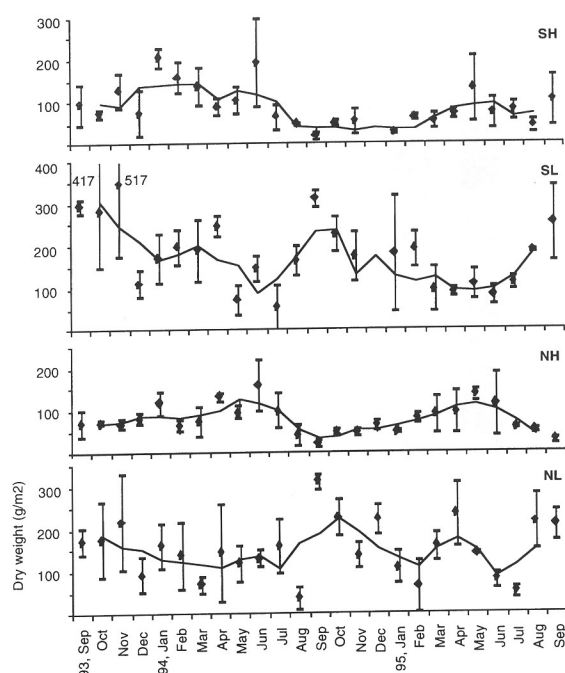 300
SH
200
100
400
417
517
SL
300
200
100
NH
200
100
NL
300
200
100
Dry weight (g/m2)
93, Sep
Oct
Nov
Dec
94, Jan
Feb
Mar
Apr
May
Jun
Jul
Aug
Sep
Oct
Nov
Dec
95, Jan
Feb
Mar
Apr
May
Jun
Jul
Aug
Sep